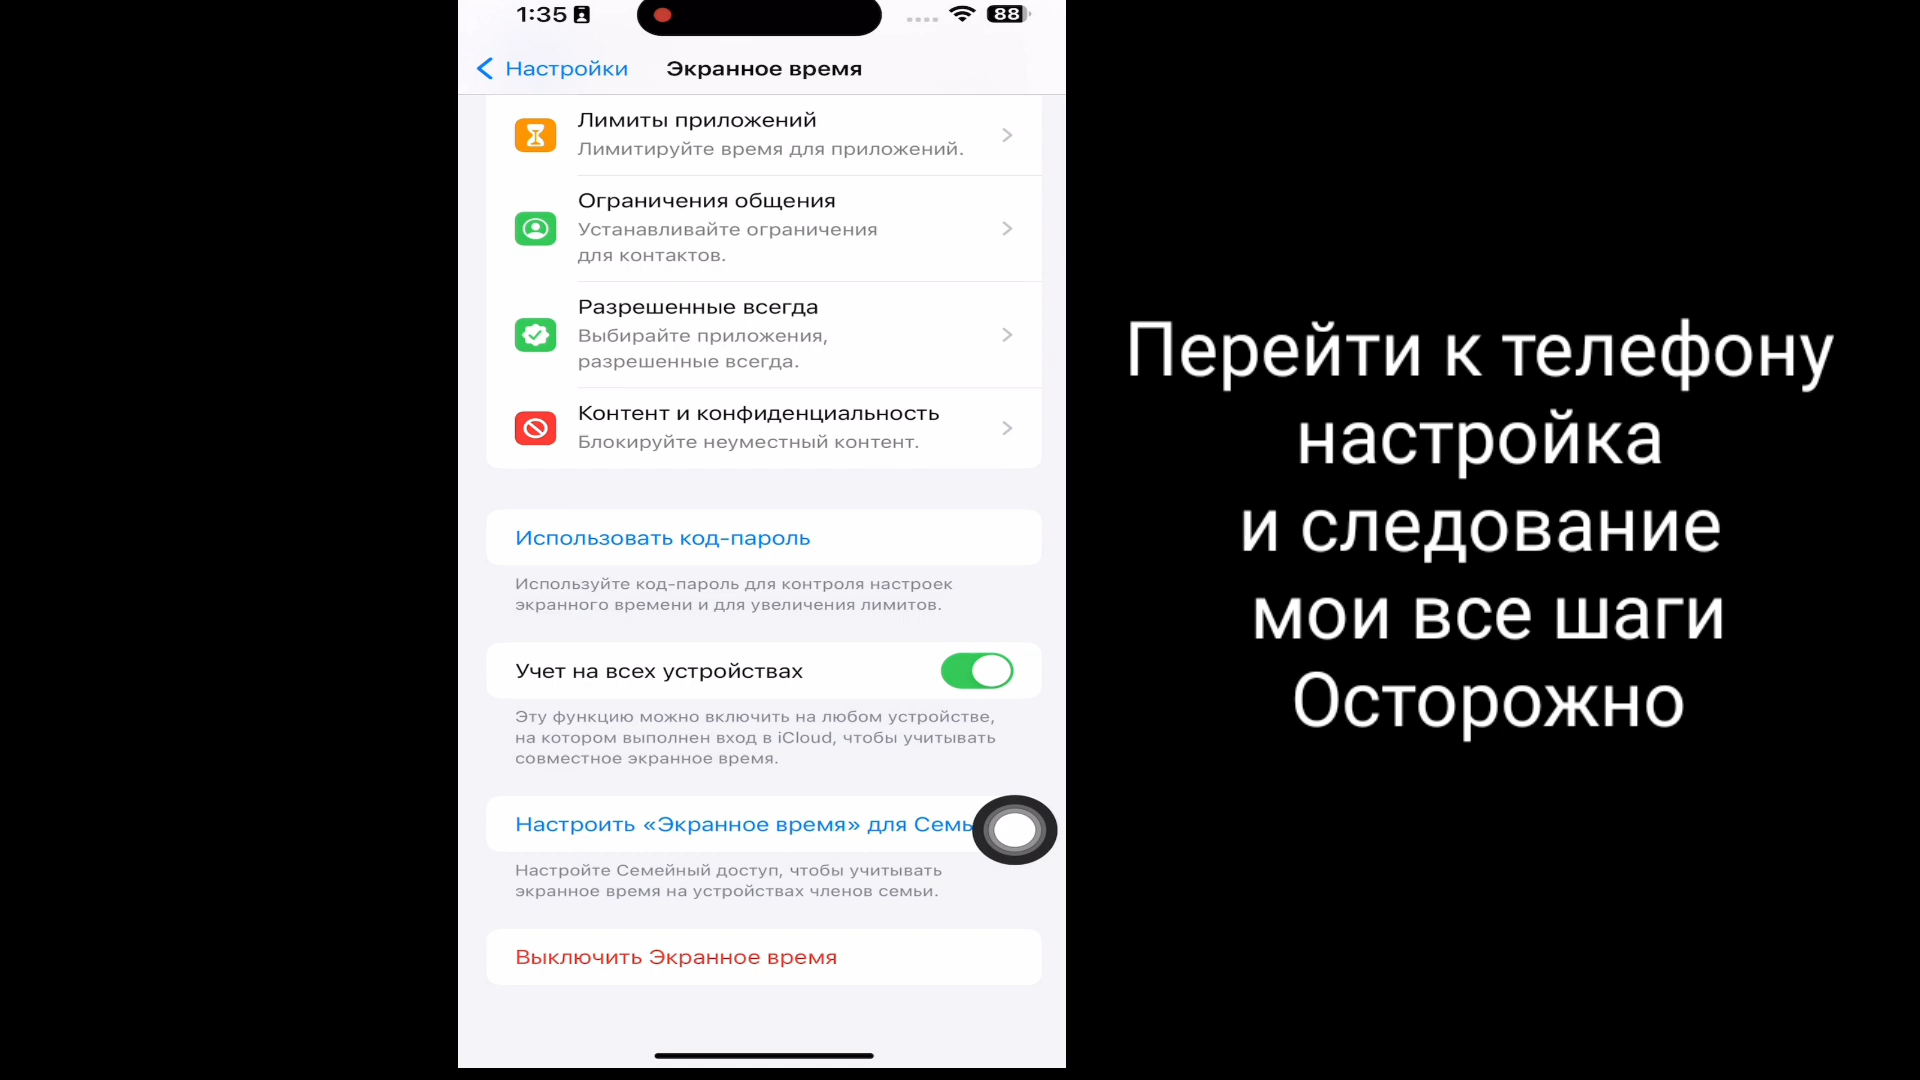 1:35
88
Настройки
Экранное время
Лимиты приложений
Лимитируйте время для приложений.
Ограничения общения
Устанавливайте ограничения
для контактов.
Разрешенные всегда
Выбирайте приложения,
разрешенные всегда.
Контент и конфиденциальность
Блокируйте неуместный контент.
Использовать код-пароль
Используйте код-пароль для контроля настроек
экранного времени и для увеличения лимитов.
Учет на всех устройствах
Эту функцию можно включить на любом устройстве,
на котором выполнен вход в iCloud, чтобы учитывать
совместное экранное время.
Настроить «Экранное время» для Семь
Настройте Семейный доступ, чтобы учитывать
экранное время на устройствах членов семьи.
Выключить Экранное время
Перейти к телефону
настройка
и следование
мои все шаги
Осторожно